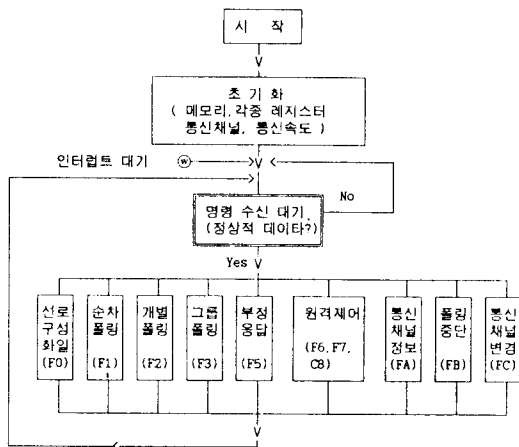 시 작
초 기 화
( 메모리, 각종 레지스터
통신채널, 통신속도 )
인터럽트 대기 W
No
명령 수신 대기
(정상적 데이타?)
Yes
선로
구성
화일
(F0)
순차
폴링
(F1)
개별
폴링
(F2)
그룹
폴링
(F3)
부정
응답
(F5)
원격제어
(F6, F7,
C8)
통신
채널
정보
(FA)
폴링
중단
(FB)
통신
채널
변경
(FC)